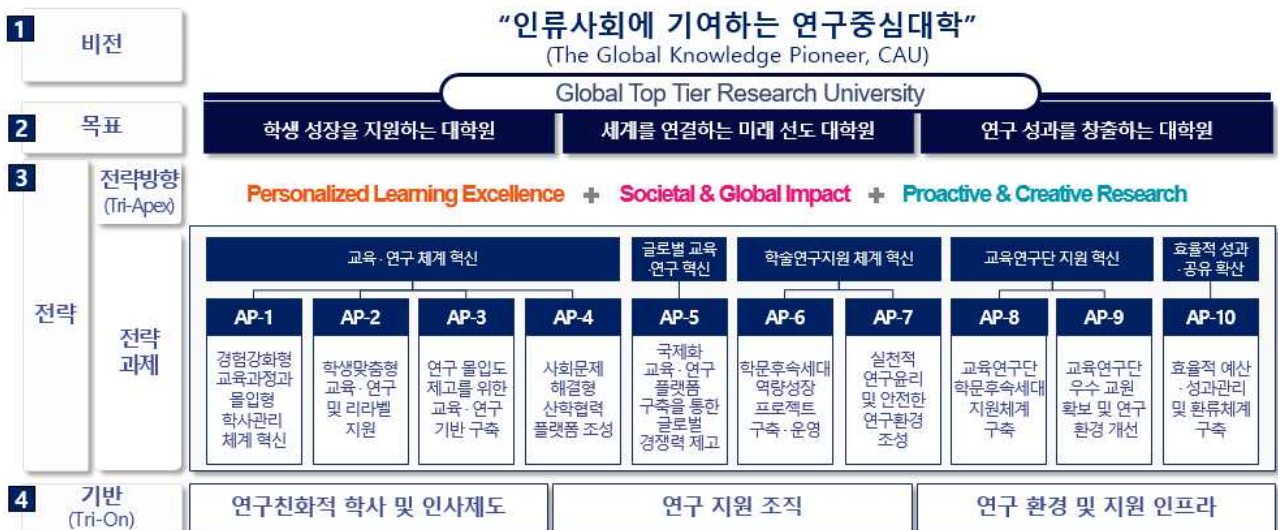 1
비전
“인류사회에 기여하는 연구중심대학”
(The Global Knowledge Pioneer, CAU)
Global Top Tier Research University
2
목표
학생 성장을 지원하는 대학원
세계를 연결하는 미래 선도 대학원
연구 성과를 창출하는 대학원
3
전략
전략방향
(Tri-Apex)
Personalized Learning Excellence + Societal & Global Impact + Proactive & Creative Research
전략
과제
교육 · 연구 체계 혁신
글로벌 교육
· 연구 혁신
학술연구지원 체계 혁신
교육연구단 지원 혁신
효율적 성과
· 공유 확산
AP-1
경험강화형
교육과정과
몰입형
학사관리
체계 혁신
AP-2
학생맞춤형
교육 · 연구
및 리라벨
지원
AP-3
연구 몰입도
제고를 위한
교육 · 연구
기반 구축
AP-4
사회문제
해결형
산학협력
플랫폼 조성
AP-5
국제화
교육 · 연구
플랫폼
구축을 통한
글로벌
경쟁력 제고
AP-6
학문후속세대
역량성장
프로젝트
구축 · 운영
AP-7
실천적
연구윤리
및 안전한
연구환경
조성
AP-8
교육연구단
학문후속세대
지원체계
구축
AP-9
교육연구단
우수 교원
확보 및 연구
환경 개선
AP-10
효율적 예산
· 성과관리
및 환류체계
구축
4
기반
(Tri-On)
연구친화적 학사 및 인사제도
연구 지원 조직
연구 환경 및 지원 인프라